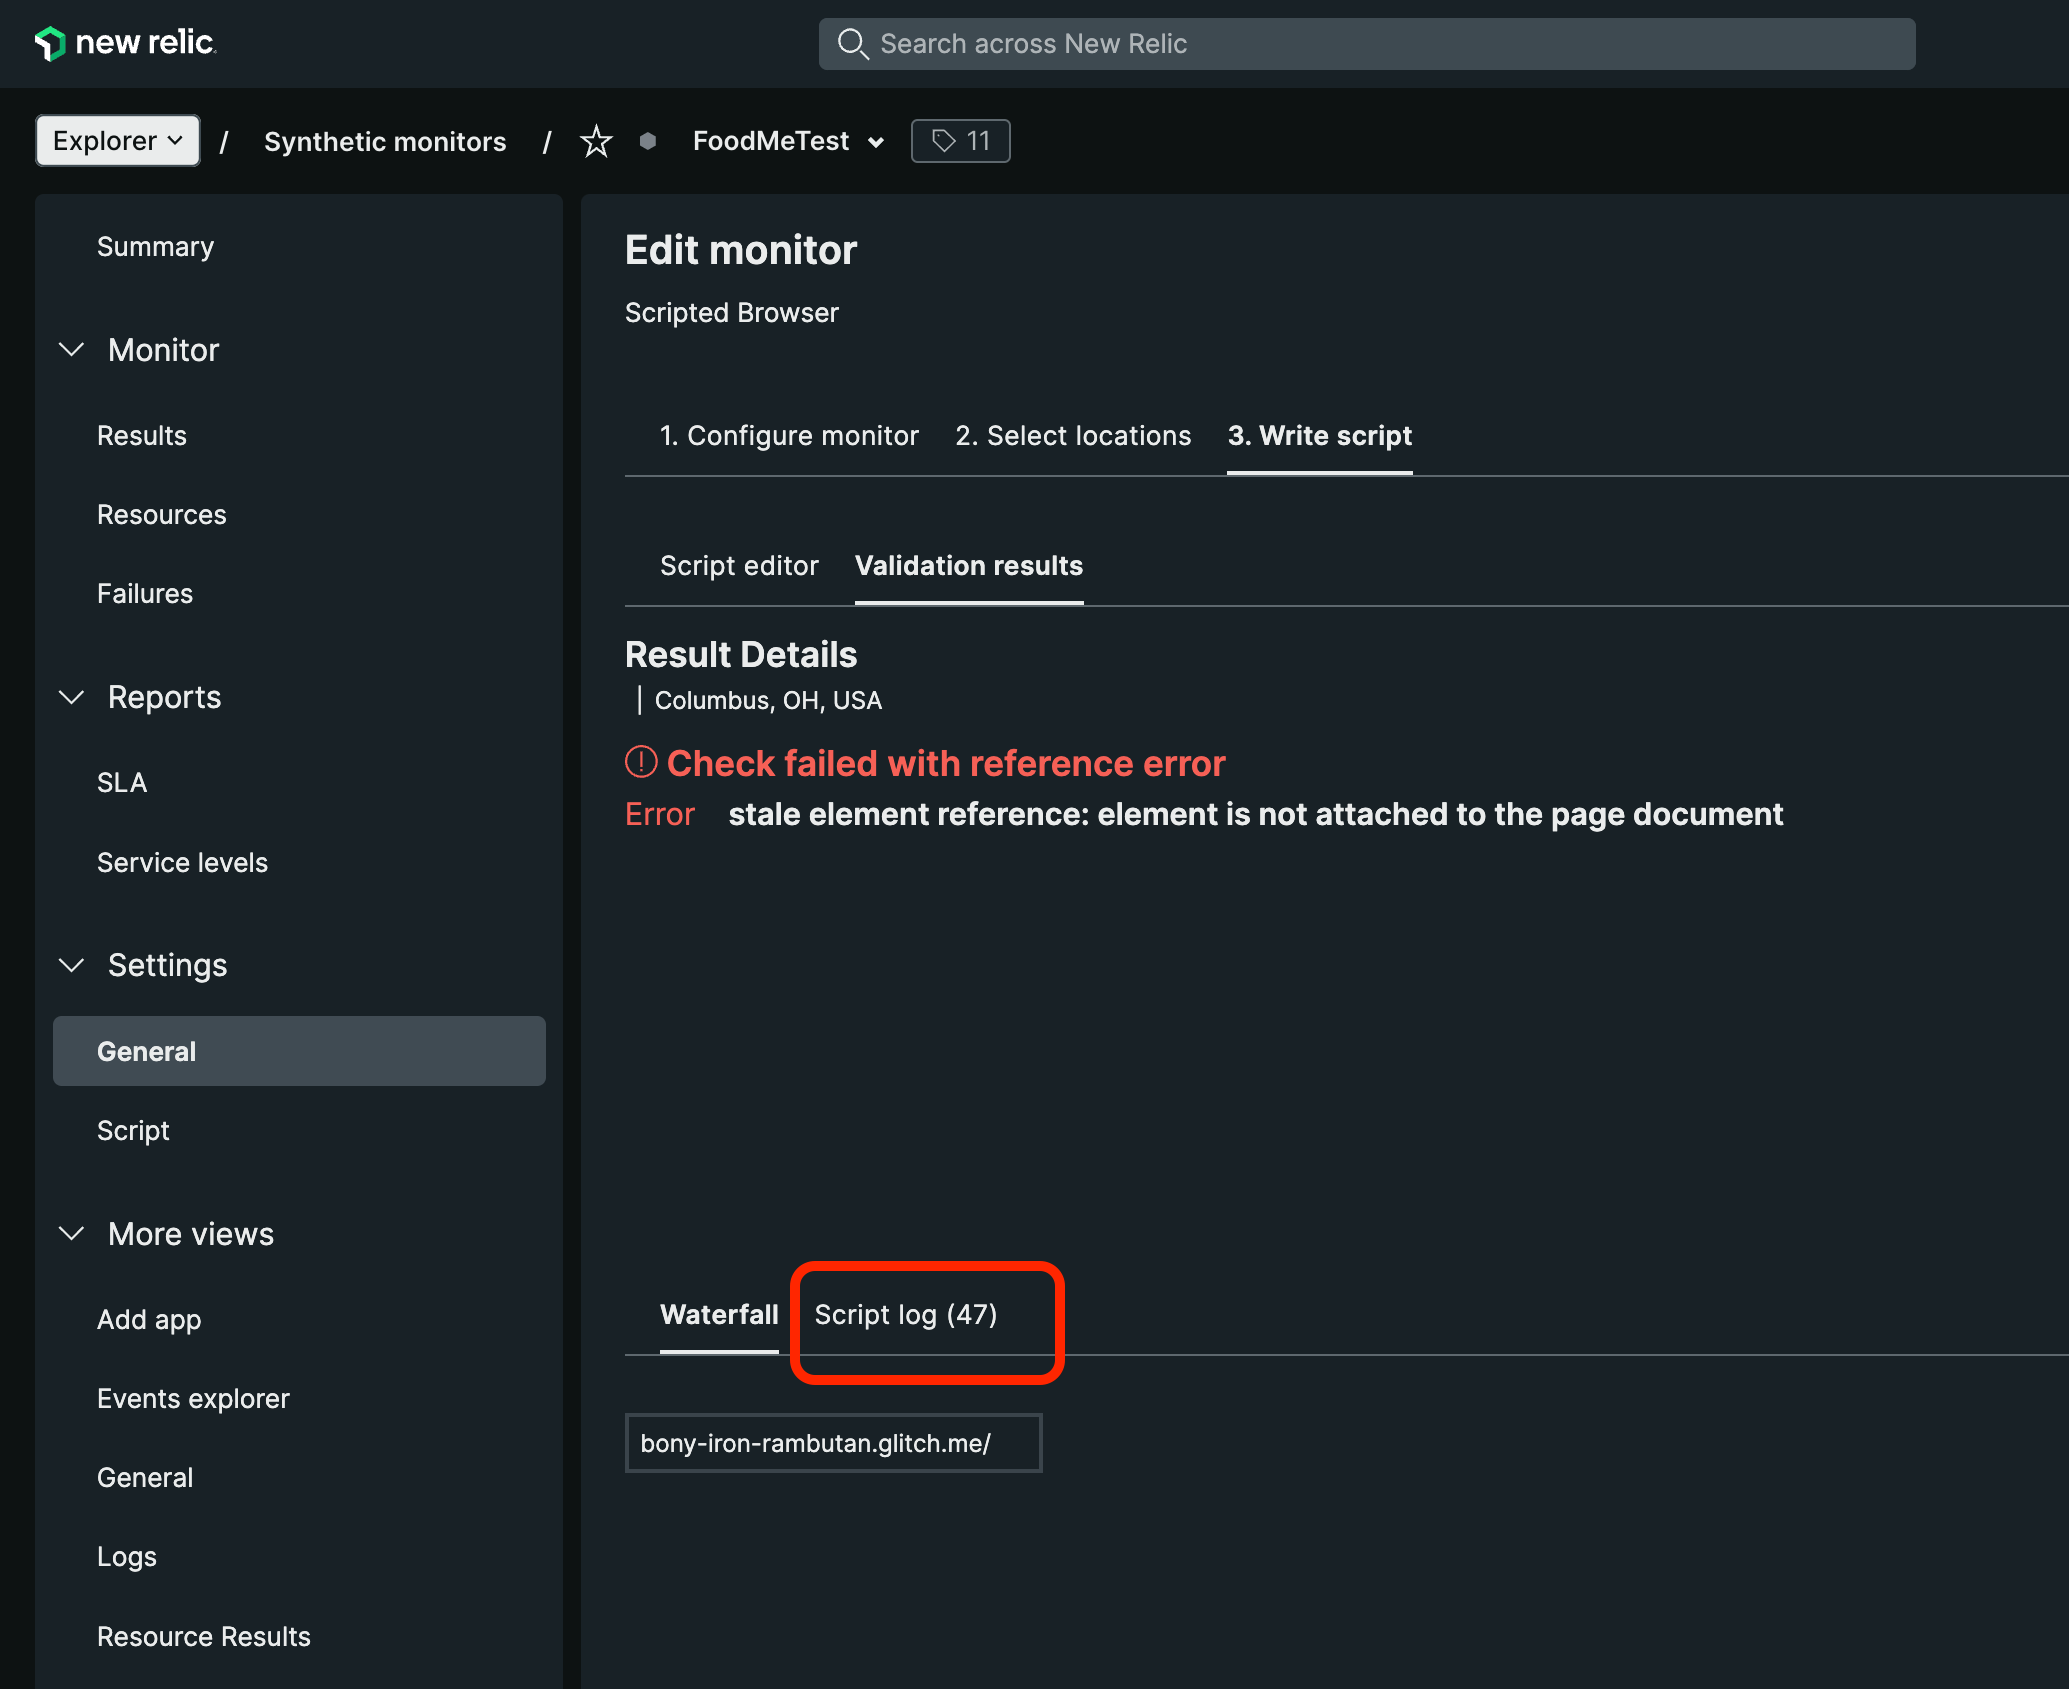 new relic
Search across New Relic
Explorer / Synthetic monitors / FoodMeTest 11
Summary
Monitor
Results
Resources
Failures
Reports
SLA
Service levels
Settings
General
Script
More views
Add app
Events explorer
General
Logs
Resource Results
Edit monitor
Scripted Browser
1. Configure monitor 2. Select locations 3. Write script
Script editor Validation results
Result Details
| Columbus, OH, USA
Check failed with reference error
Error stale element reference: element is not attached to the page document
Waterfall Script log (47)
bony-iron-rambutan.glitch.me/